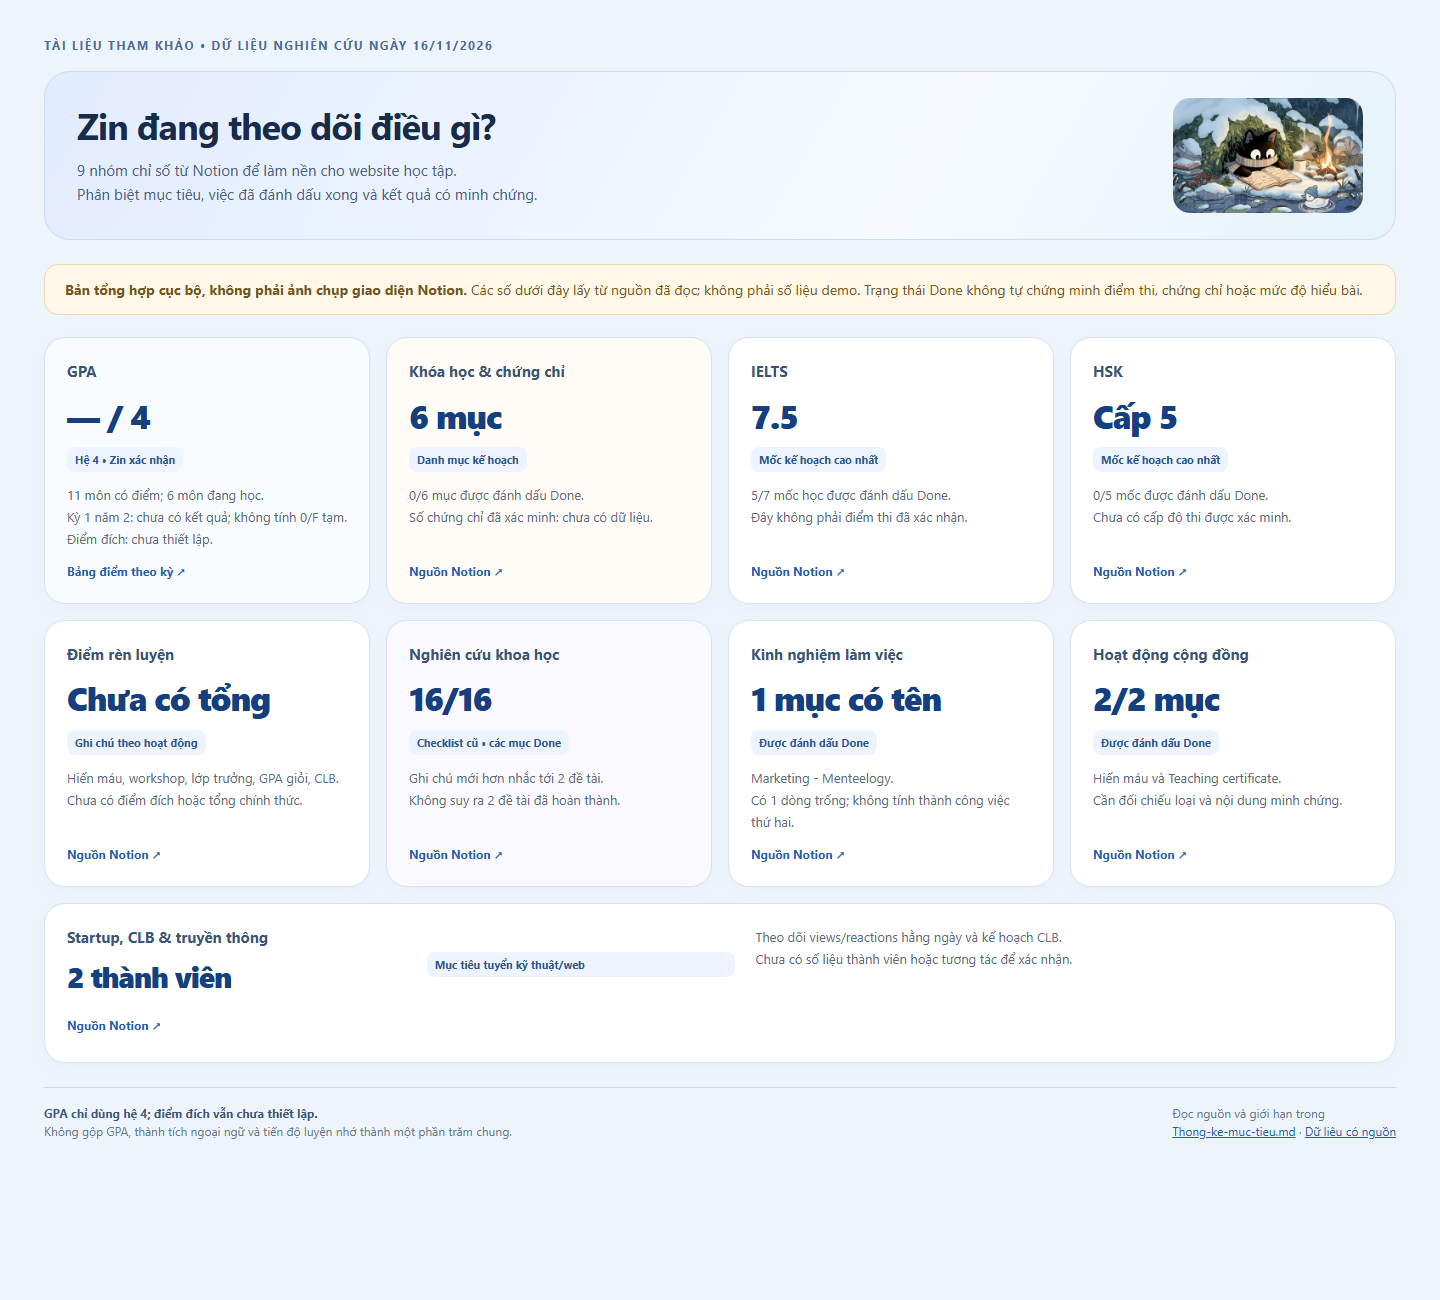 TÀI LIỆU THAM KHẢO • DỮ LIỆU NGHIÊN CỨU NGÀY 16/11/2026
Zin đang theo dõi điều gì?
9 nhóm chỉ số từ Notion để làm nền cho website học tập.
Phân biệt mục tiêu, việc đã đánh dấu xong và kết quả có minh chứng.
Bản tổng hợp cục bộ, không phải ảnh chụp giao diện Notion. Các số dưới đây lấy từ nguồn đã đọc; không phải số liệu demo. Trạng thái Done không tự chứng minh điểm thi, chứng chỉ hoặc mức độ hiểu bài.
GPA
— / 4
Hệ 4 • Zin xác nhận
11 môn có điểm; 6 môn đang học.
Kỳ 1 năm 2: chưa có kết quả; không tính 0/F tạm.
Điểm đích: chưa thiết lập.
Bảng điểm theo kỳ ↗
Khóa học & chứng chỉ
6 mục
Danh mục kế hoạch
0/6 mục được đánh dấu Done.
Số chứng chỉ đã xác minh: chưa có dữ liệu.
Nguồn Notion ↗
IELTS
7.5
Mốc kế hoạch cao nhất
5/7 mốc học được đánh dấu Done.
Đây không phải điểm thi đã xác nhận.
Nguồn Notion ↗
HSK
Cấp 5
Mốc kế hoạch cao nhất
0/5 mốc được đánh dấu Done.
Chưa có cấp độ thi được xác minh.
Nguồn Notion ↗
Điểm rèn luyện
Chưa có tổng
Ghi chú theo hoạt động
Hiến máu, workshop, lớp trưởng, GPA giỏi, CLB.
Chưa có điểm đích hoặc tổng chính thức.
Nguồn Notion ↗
Nghiên cứu khoa học
16/16
Checklist cũ • các mục Done
Ghi chú mới hơn nhắc tới 2 đề tài.
Không suy ra 2 đề tài đã hoàn thành.
Nguồn Notion ↗
Kinh nghiệm làm việc
1 mục có tên
Được đánh dấu Done
Marketing - Menteelogy.
Có 1 dòng trống; không tính thành công việc
thứ hai.
Nguồn Notion ↗
Hoạt động cộng đồng
2/2 mục
Được đánh dấu Done
Hiến máu và Teaching certificate.
Cần đối chiếu loại và nội dung minh chứng.
Nguồn Notion ↗
Startup, CLB & truyền thông
2 thành viên
Nguồn Notion ↗
Mục tiêu tuyển kỹ thuật/web
Theo dõi views/reactions hằng ngày và kế hoạch CLB.
Chưa có số liệu thành viên hoặc tương tác để xác nhận.
GPA chỉ dùng hệ 4; điểm đích vẫn chưa thiết lập.
Không gộp GPA, thành tích ngoại ngữ và tiến độ luyện nhớ thành một phần trăm chung.
Đọc nguồn và giới hạn trong
Thong-ke-muc-tieu.md · Dữ liệu có nguồn